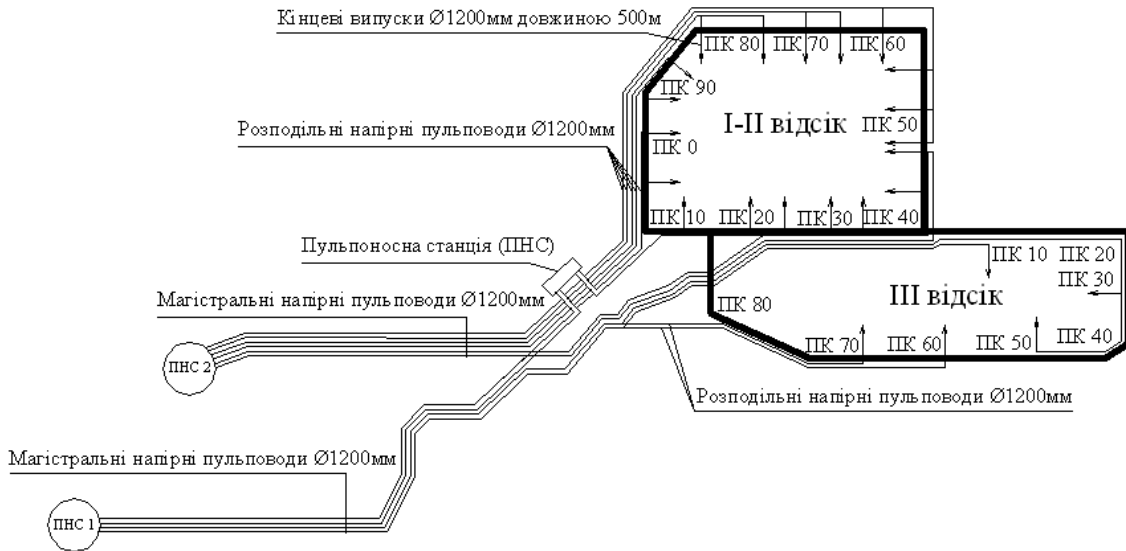 Кінцеві випуски Ø1200мм довжиною 500м
ПК 80
ПК 70
ПК 60
ПК 90
Розподільні напірні пульповоди Ø1200мм
І-ІІ відсік
ПК 50
ПК 0
ПК 10
ПК 20
ПК 30
ПК 40
Пульпоносна станція (ПНС)
ПК 10
ПК 20
ПК 30
Магістральні напірні пульповоди Ø1200мм
ІІІ відсік
ПК 80
ПК 70
ПК 60
ПК 50
ПК 40
ПНС 2
Розподільні напірні пульповоди Ø1200мм
Магістральні напірні пульповоди Ø1200мм
ПНС 1